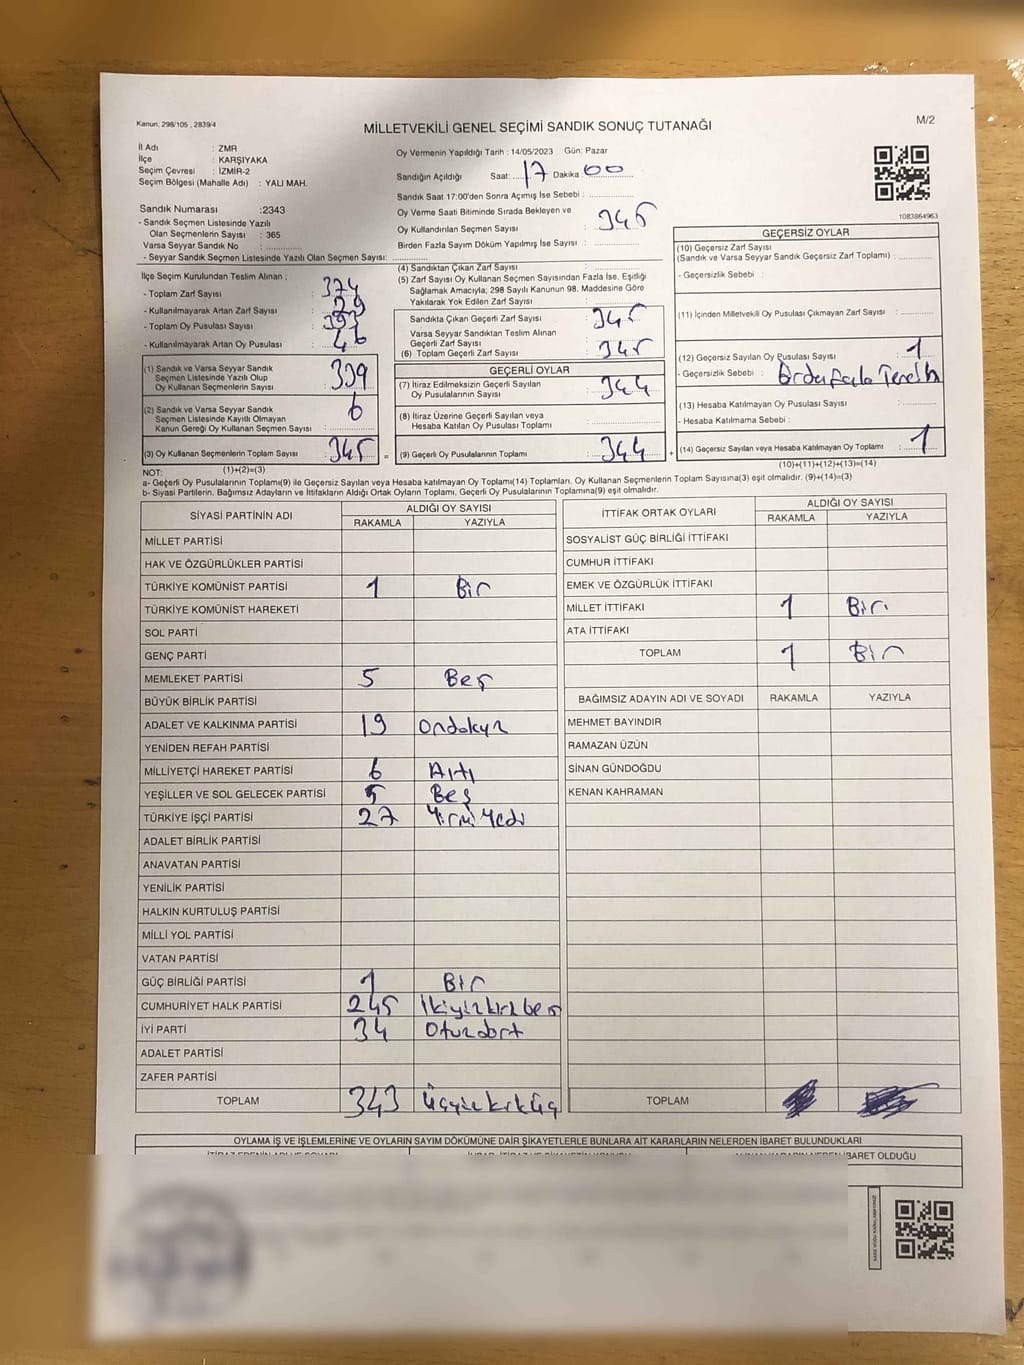 Kanun; 298/105 , 2839/4
MİLLETVEKİLİ GENEL SEÇİMİ SANDIK SONUÇ TUTANAĞI
M/2
İl Adı : ZMR
İlçe : KARŞIYAKA
Seçim Çevresi : İZMİR-2
Seçim Bölgesi (Mahalle Adı) : YALI MAH.
Oy Vermenin Yapıldığı Tarih : 14/05/2023 Gün: Pazar
Sandığın Açıldığı Saat: 17 Dakika 00
Sandık Saat 17:00'den Sonra Açımış İse Sebebi :
Sandık Numarası : 2343
- Sandık Seçmen Listesinde Yazılı
Olan Seçmenlerin Sayısı : 365
Varsa Seyyar Sandık No :
- Seyyar Sandık Seçmen Listesinde Yazılı Olan Seçmen Sayısı:
Oy Verme Saati Bitiminde Sırada Bekleyen ve
Oy Kullandırılan Seçmen Sayısı : 345
Birden Fazla Sayım Döküm Yapılmış İse Sayısı :
1083864963
İlçe Seçim Kurulundan Teslim Alınan ;
- Toplam Zarf Sayısı : 374
- Kullanılmayarak Artan Zarf Sayısı : 29
- Toplam Oy Pusulası Sayısı :
- Kullanılmayarak Artan Oy Pusulası : 46
(1) Sandık ve Varsa Seyyar Sandık
Seçmen Listesinde Yazılı Olup
Oy Kullanan Seçmenlerin Sayısı : 339
(2) Sandık ve Varsa Seyyar Sandık
Seçmen Listesinde Kayıtlı Olmayan
Kanun Gereği Oy Kullanan Seçmen Sayısı : 6
(3) Oy Kullanan Seçmenlerin Toplam Sayısı : 345
(4) Sandıktan Çıkan Zarf Sayısı :
(5) Zarf Sayısı Oy Kullanan Seçmen Sayısından Fazla İse, Eşitliği
Sağlamak Amacıyla; 298 Sayılı Kanunun 98. Maddesine Göre
Yakılarak Yok Edilen Zarf Sayısı :
Sandıkta Çıkan Geçerli Zarf Sayısı : 345
Varsa Seyyar Sandıktan Teslim Alınan
Geçerli Zarf Sayısı :
(6) Toplam Geçerli Zarf Sayısı : 345
GEÇERLİ OYLAR
(7) İtiraz Edilmeksizin Geçerli Sayılan
Oy Pusulalarının Sayısı : 344
(8) İtiraz Üzerine Geçerli Sayılan veya
Hesaba Katılan Oy Pusulası Toplamı :
= (9) Geçerli Oy Pusulalarının Toplamı : 344 +
GEÇERSİZ OYLAR
(10) Geçersiz Zarf Sayısı
(Sandık ve Varsa Seyyar Sandık Geçersiz Zarf Toplamı) :
- Geçersizlik Sebebi :
(11) İçinden Milletvekili Oy Pusulası Çıkmayan Zarf Sayısı :
(12) Geçersiz Sayılan Oy Pusulası Sayısı : 1
- Geçersizlik Sebebi : Birden fazla Tercih
(13) Hesaba Katılmayan Oy Pusulası Sayısı :
- Hesaba Katılmama Sebebi :
(14) Geçersiz Sayılan veya Hesaba Katılmayan Oy Toplamı : 1
NOT: (1)+(2)=(3) (10)+(11)+(12)+(13)=(14)
a- Geçerli Oy Pusulalarının Toplamı(9) ile Geçersiz Sayılan veya Hesaba katılmayan Oy Toplamı(14) Toplamları, Oy Kullanan Seçmenlerin Toplam Sayısına(3) eşit olmalıdır. (9)+(14)=(3)
b- Siyasi Partilerin, Bağımsız Adayların ve İttifakların Aldığı Ortak Oyların Toplamı, Geçerli Oy Pusulalarının Toplamına(9) eşit olmalıdır.
SİYASİ PARTİNİN ADI ALDIĞI OY SAYISI
RAKAMLA YAZIYLA
MİLLET PARTİSİ
HAK VE ÖZGÜRLÜKLER PARTİSİ
TÜRKİYE KOMÜNİST PARTİSİ 1 Bir
TÜRKİYE KOMÜNİST HAREKETİ
SOL PARTİ
GENÇ PARTİ
MEMLEKET PARTİSİ 5 Beş
BÜYÜK BİRLİK PARTİSİ
ADALET VE KALKINMA PARTİSİ 19 Ondokuz
YENİDEN REFAH PARTİSİ
MİLLİYETÇİ HAREKET PARTİSİ 6 Altı
YEŞİLLER VE SOL GELECEK PARTİSİ 5 Beş
TÜRKİYE İŞÇİ PARTİSİ 27 Yirmi Yedi
ADALET BİRLİK PARTİSİ
ANAVATAN PARTİSİ
YENİLİK PARTİSİ
HALKIN KURTULUŞ PARTİSİ
MİLLİ YOL PARTİSİ
VATAN PARTİSİ
GÜÇ BİRLİĞİ PARTİSİ 1 Bir
CUMHURİYET HALK PARTİSİ 245 İkiyüzkırkbeş
İYİ PARTİ 34 Otuzdört
ADALET PARTİSİ
ZAFER PARTİSİ
TOPLAM 343 Üçyüzkırküç
İTTİFAK ORTAK OYLARI ALDIĞI OY SAYISI
RAKAMLA YAZIYLA
SOSYALİST GÜÇ BİRLİĞİ İTTİFAKI
CUMHUR İTTİFAKI
EMEK VE ÖZGÜRLÜK İTTİFAKI
MİLLET İTTİFAKI 1 Bir.
ATA İTTİFAKI
TOPLAM 1 Bir
BAĞIMSIZ ADAYIN ADI VE SOYADI RAKAMLA YAZIYLA
MEHMET BAYINDIR
RAMAZAN ÜZÜN
SİNAN GÜNDOĞDU
KENAN KAHRAMAN
TOPLAM
OYLAMA İŞ VE İŞLEMLERİNE VE OYLARIN SAYIM DÖKÜMÜNE DAİR ŞİKAYETLERLE BUNLARA AİT KARARLARIN NELERDEN İBARET BULUNDUKLARI
İBARET OLDUĞU